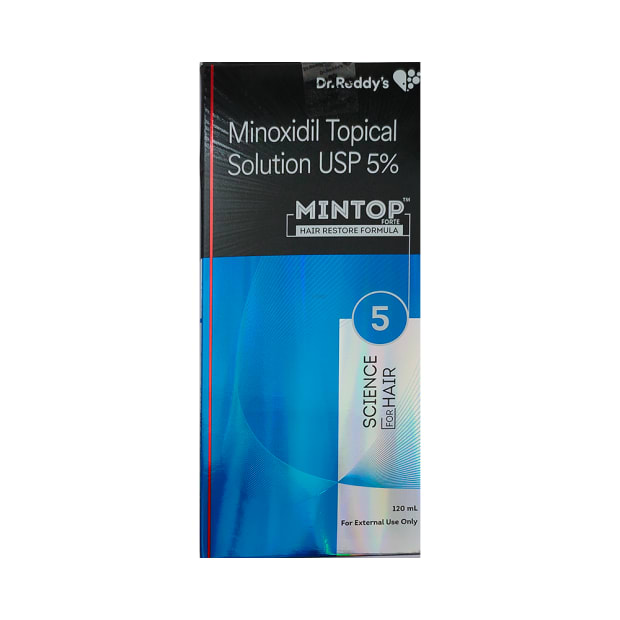 Dr.Reddy's
Minoxidil Topical
Solution USP 5%
MINTOP™
FORTE
HAIR RESTORE FORMULA
5
SCIENCE
FOR HAIR
120 mL
For External Use Only